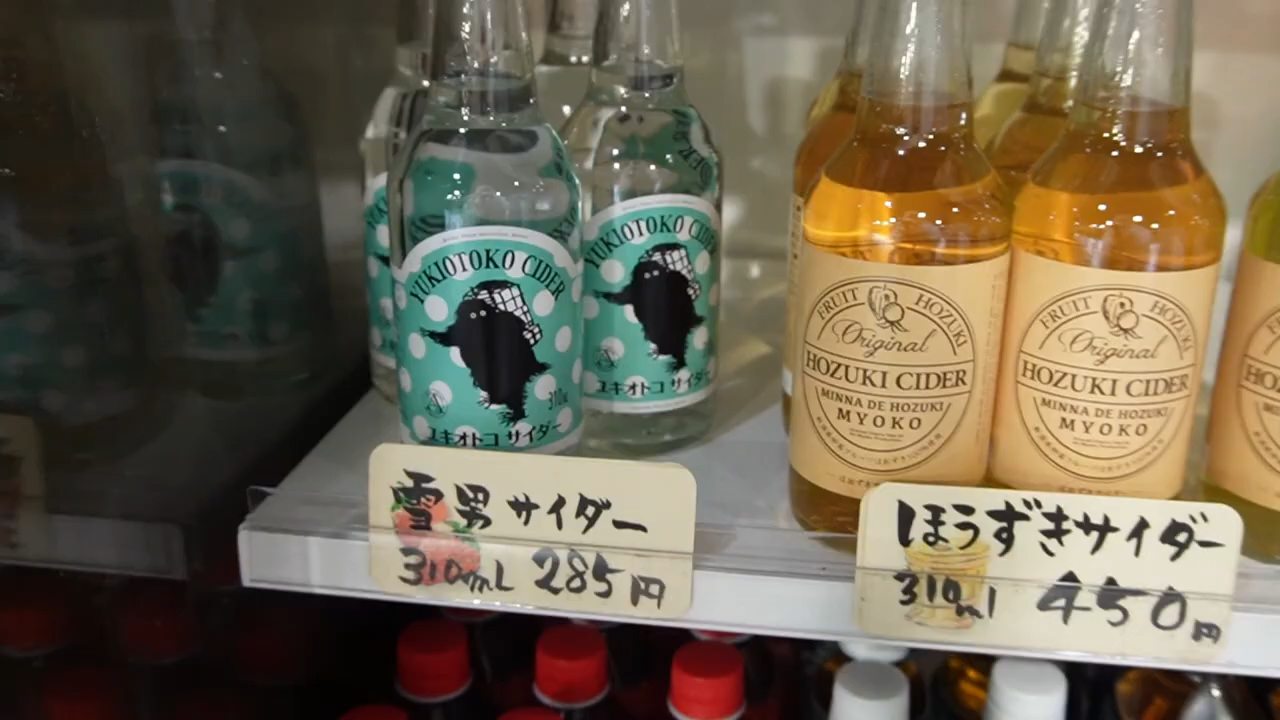 YUKIOTOKO CIDER
310ml
ユキオトコ サイダー
YUKIOTOKO CIDER
ユキオトコ サイダー
FRUIT HOZUKI
Original
HOZUKI CIDER
MINNA DE HOZUKI
MYOKO
FRUIT HOZUKI
Original
HOZUKI CIDER
MINNA DE HOZUKI
MYOKO
雪男サイダー
310mL 285円
ほうずきサイダー
310ml 450円